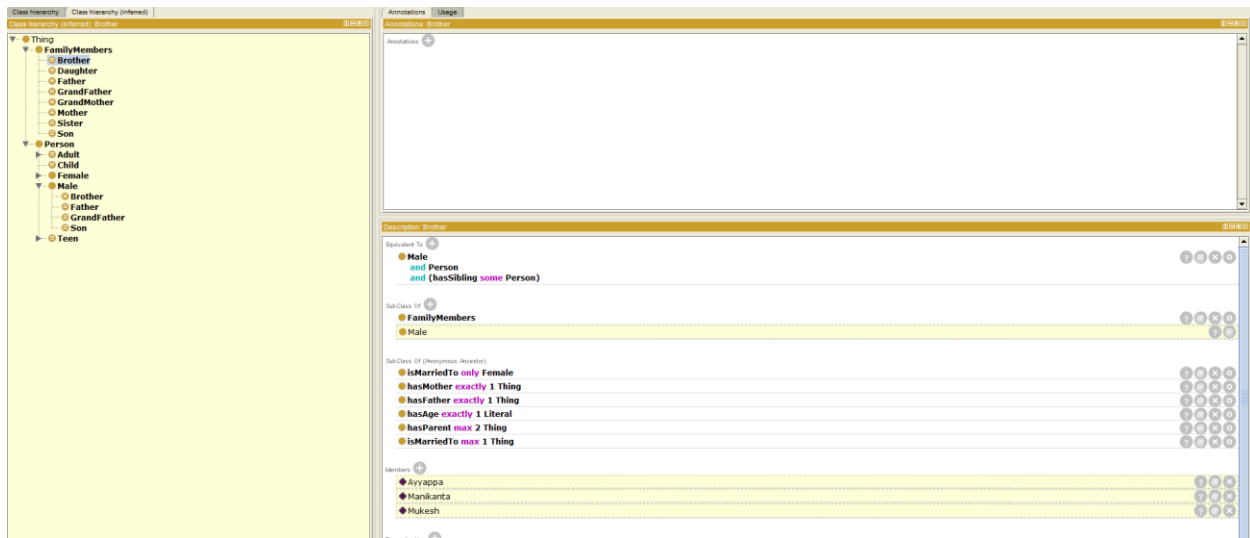 Class hierarchy Class hierarchy (inferred)
Class hierarchy (inferred): Brother
Thing
FamilyMembers
Brother
Daughter
Father
GrandFather
GrandMother
Mother
Sister
Son
Person
Adult
Child
Female
Male
Brother
Father
GrandFather
Son
Teen
Annotations Usage
Annotations: Brother
Annotations
Description: Brother
Equivalent To
Male
and Person
and (hasSibling some Person)
SubClass Of
FamilyMembers
Male
SubClass Of (Anonymous Ancestor)
isMarriedTo only Female
hasMother exactly 1 Thing
hasFather exactly 1 Thing
hasAge exactly 1 Literal
hasParent max 2 Thing
isMarriedTo max 1 Thing
Members
Ayyappa
Manikanta
Mukesh